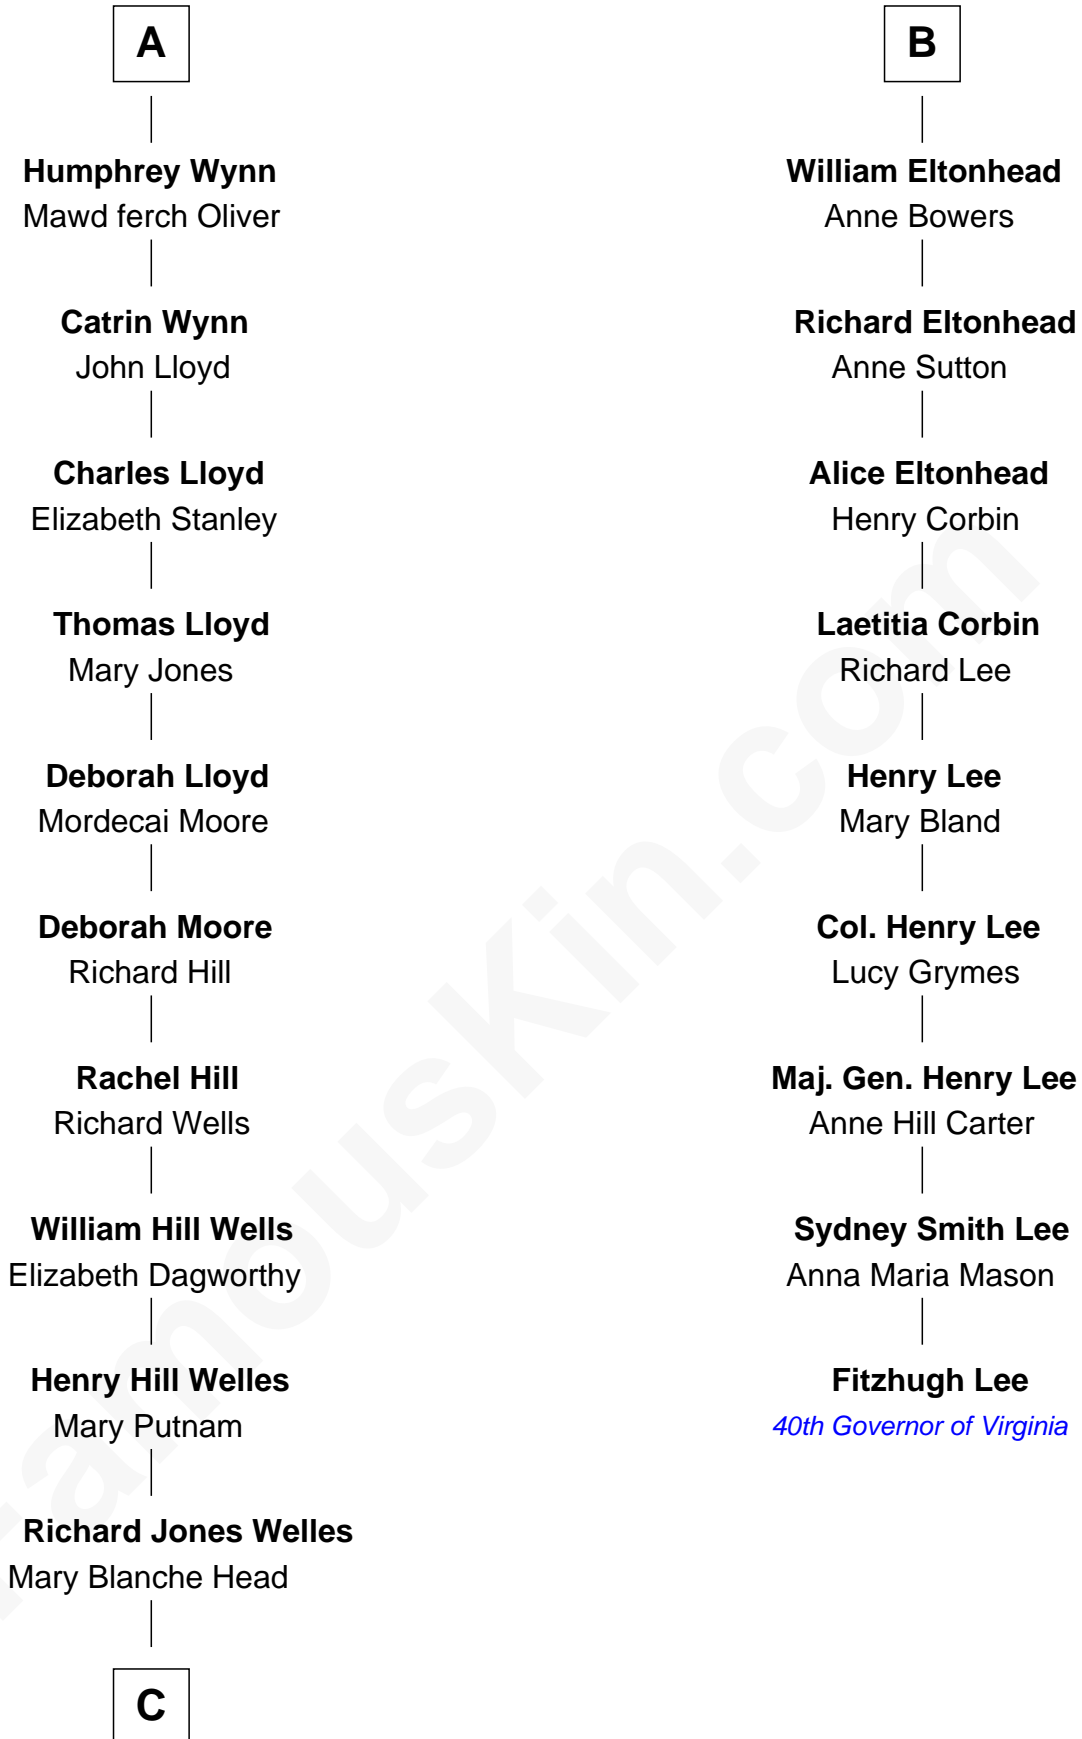 A
Humphrey Wynn
Mawd ferch Oliver
Catrin Wynn
John Lloyd
Charles Lloyd
Elizabeth Stanley
Thomas Lloyd
Mary Jones
Deborah Lloyd
Mordecai Moore
Deborah Moore
Richard Hill
Rachel Hill
Richard Wells
William Hill Wells
Elizabeth Dagworthy
Henry Hill Welles
Mary Putnam
Richard Jones Welles
Mary Blanche Head
C
B
William Eltonhead
Anne Bowers
Richard Eltonhead
Anne Sutton
Alice Eltonhead
Henry Corbin
Laetitia Corbin
Richard Lee
Henry Lee
Mary Bland
Col. Henry Lee
Lucy Grymes
Maj. Gen. Henry Lee
Anne Hill Carter
Sydney Smith Lee
Anna Maria Mason
Fitzhugh Lee
40th Governor of Virginia
FamousKin.com